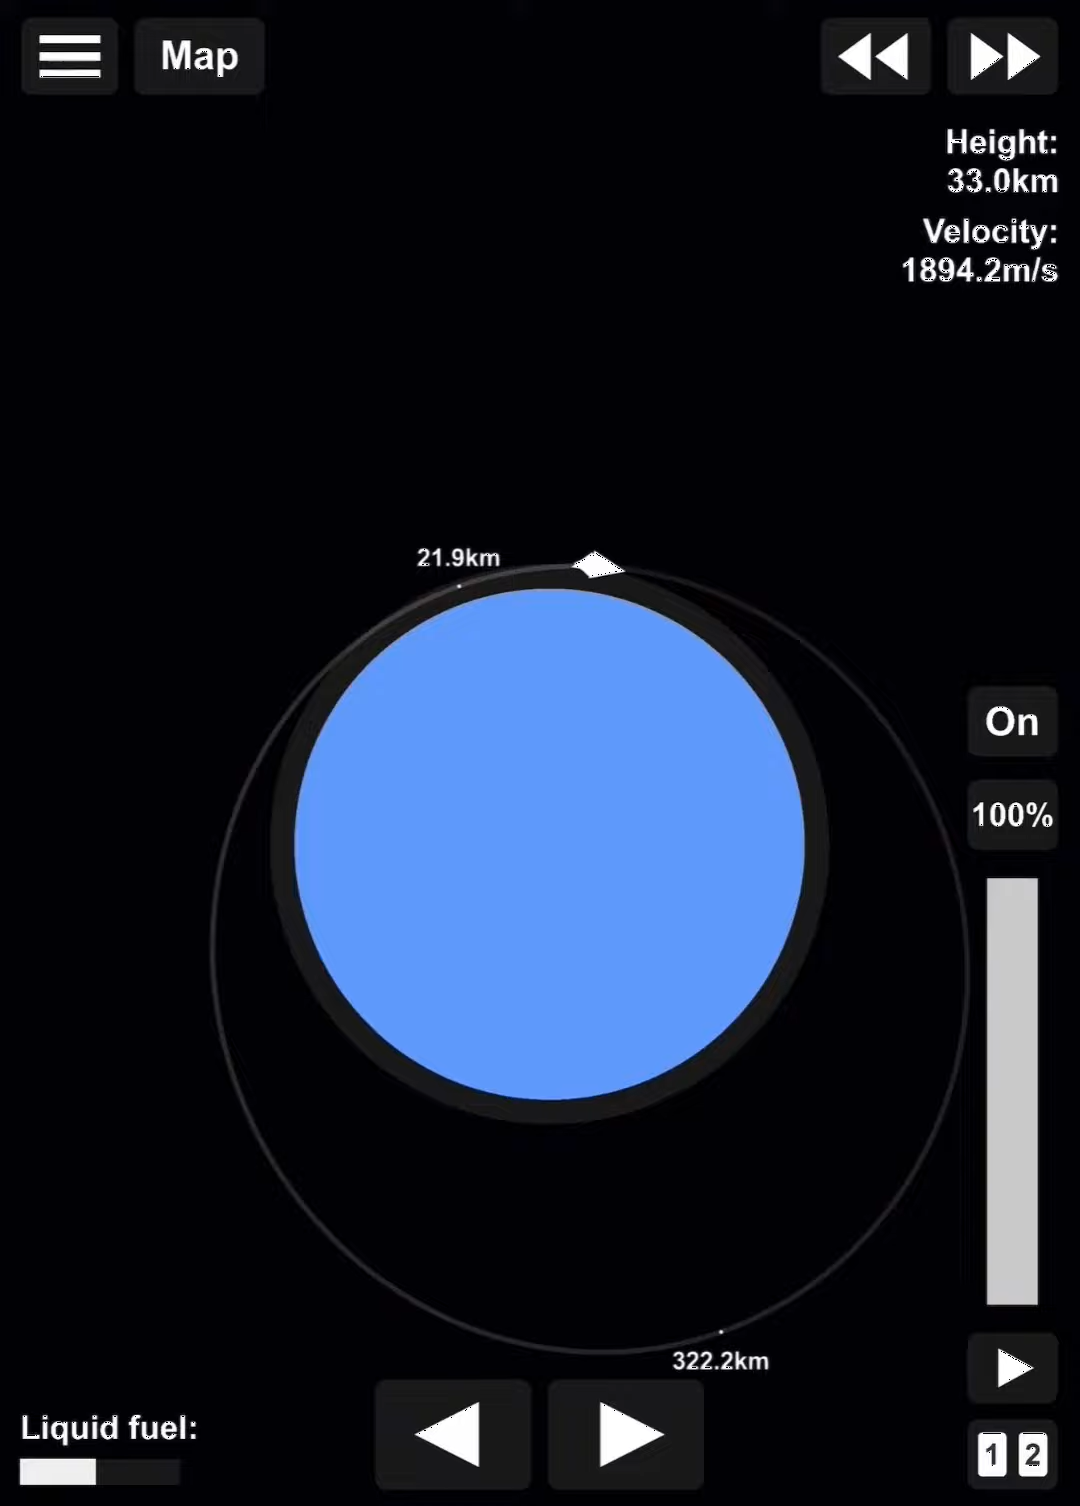 Map
Height:
33.0km
Velocity:
1894.2m/s
21.9km
On
100%
322.2km
Liquid fuel:
1 2